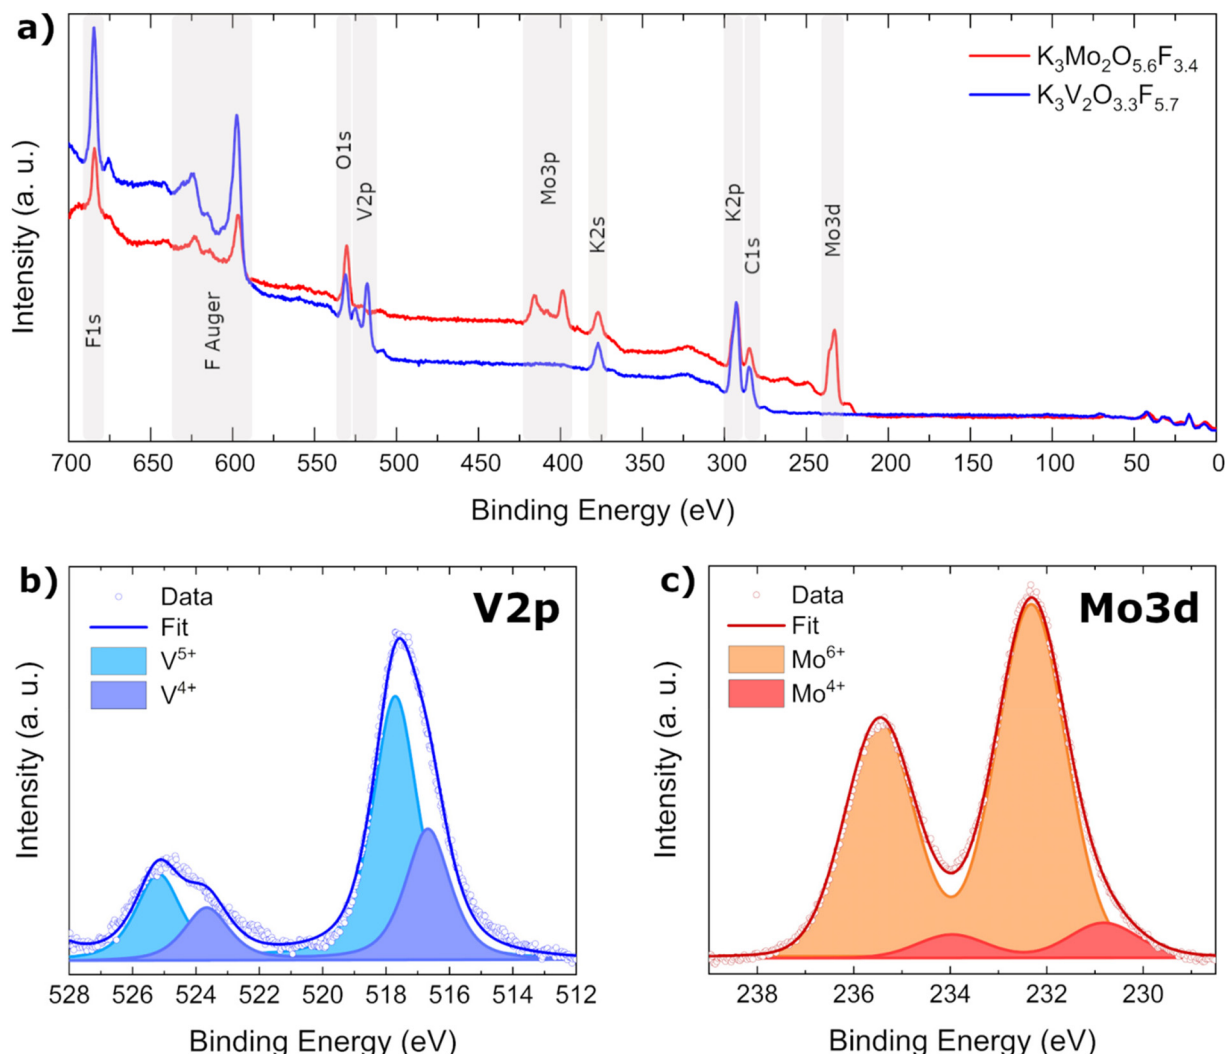 a)
K₃Mo₂O₅.₆F₃.₄
K₃V₂O₃.₃F₅.₇
Intensity (a. u.)
F1s
F Auger
O1s
V2p
Mo3p
K2s
K2p
C1s
Mo3d
700 650 600 550 500 450 400 350 300 250 200 150 100 50 0
Binding Energy (eV)
b)
Data
Fit
V⁵⁺
V⁴⁺
V2p
Intensity (a. u.)
528 526 524 522 520 518 516 514 512
Binding Energy (eV)
c)
Data
Fit
Mo⁶⁺
Mo⁴⁺
Mo3d
Intensity (a. u.)
238 236 234 232 230
Binding Energy (eV)